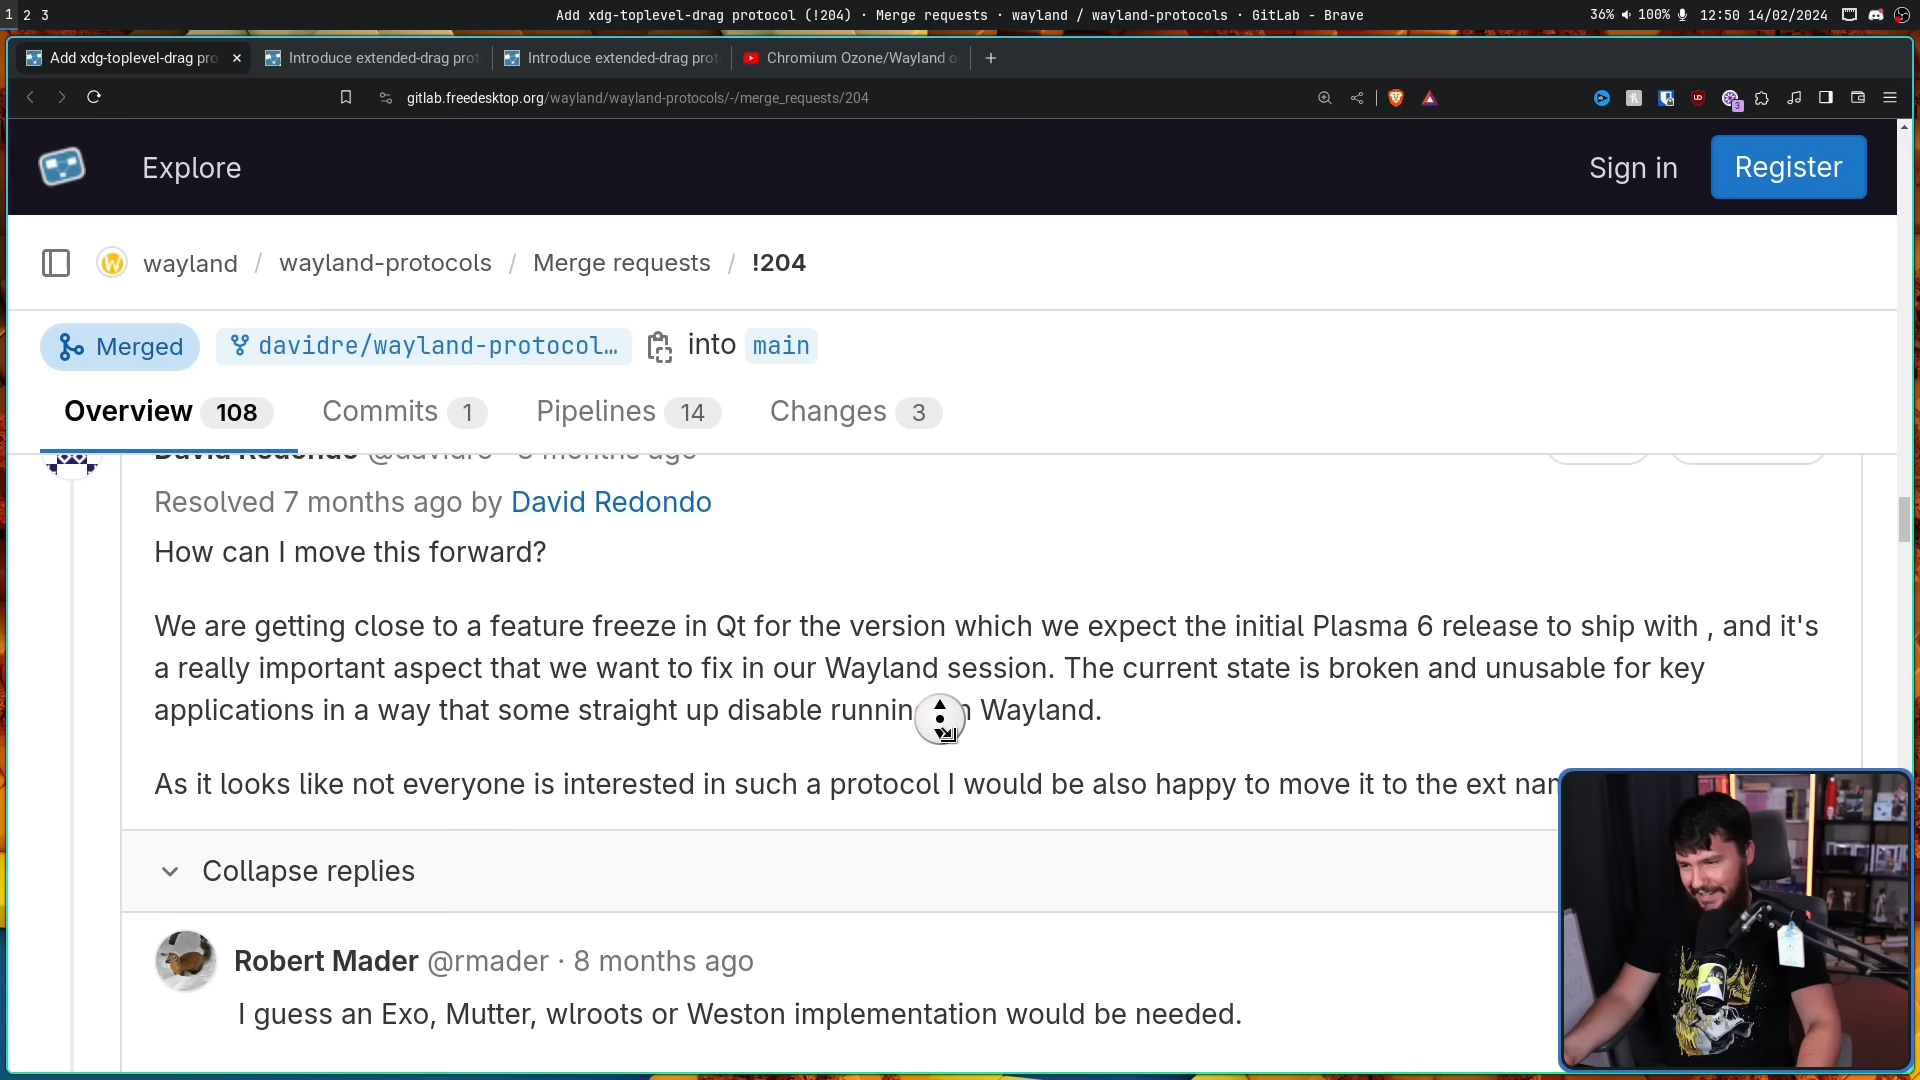 1 2 3
Add xdg-toplevel-drag protocol (!204) · Merge requests · wayland / wayland-protocols · GitLab - Brave
36% 100% 12:50 14/02/2024
Add xdg-toplevel-drag pro
Introduce extended-drag prot
Introduce extended-drag prot
Chromium Ozone/Wayland o
gitlab.freedesktop.org/wayland/wayland-protocols/-/merge_requests/204
3
Explore
Sign in
Register
wayland / wayland-protocols / Merge requests / !204
Merged davidre/wayland-protocol… into main
Overview 108 Commits 1 Pipelines 14 Changes 3
David Redondo @davidre · 8 months ago
Resolved 7 months ago by David Redondo
How can I move this forward?
We are getting close to a feature freeze in Qt for the version which we expect the initial Plasma 6 release to ship with , and it's
a really important aspect that we want to fix in our Wayland session. The current state is broken and unusable for key
applications in a way that some straight up disable runnin Wayland.
As it looks like not everyone is interested in such a protocol I would be also happy to move it to the ext nam
Collapse replies
Robert Mader @rmader · 8 months ago
I guess an Exo, Mutter, wlroots or Weston implementation would be needed.